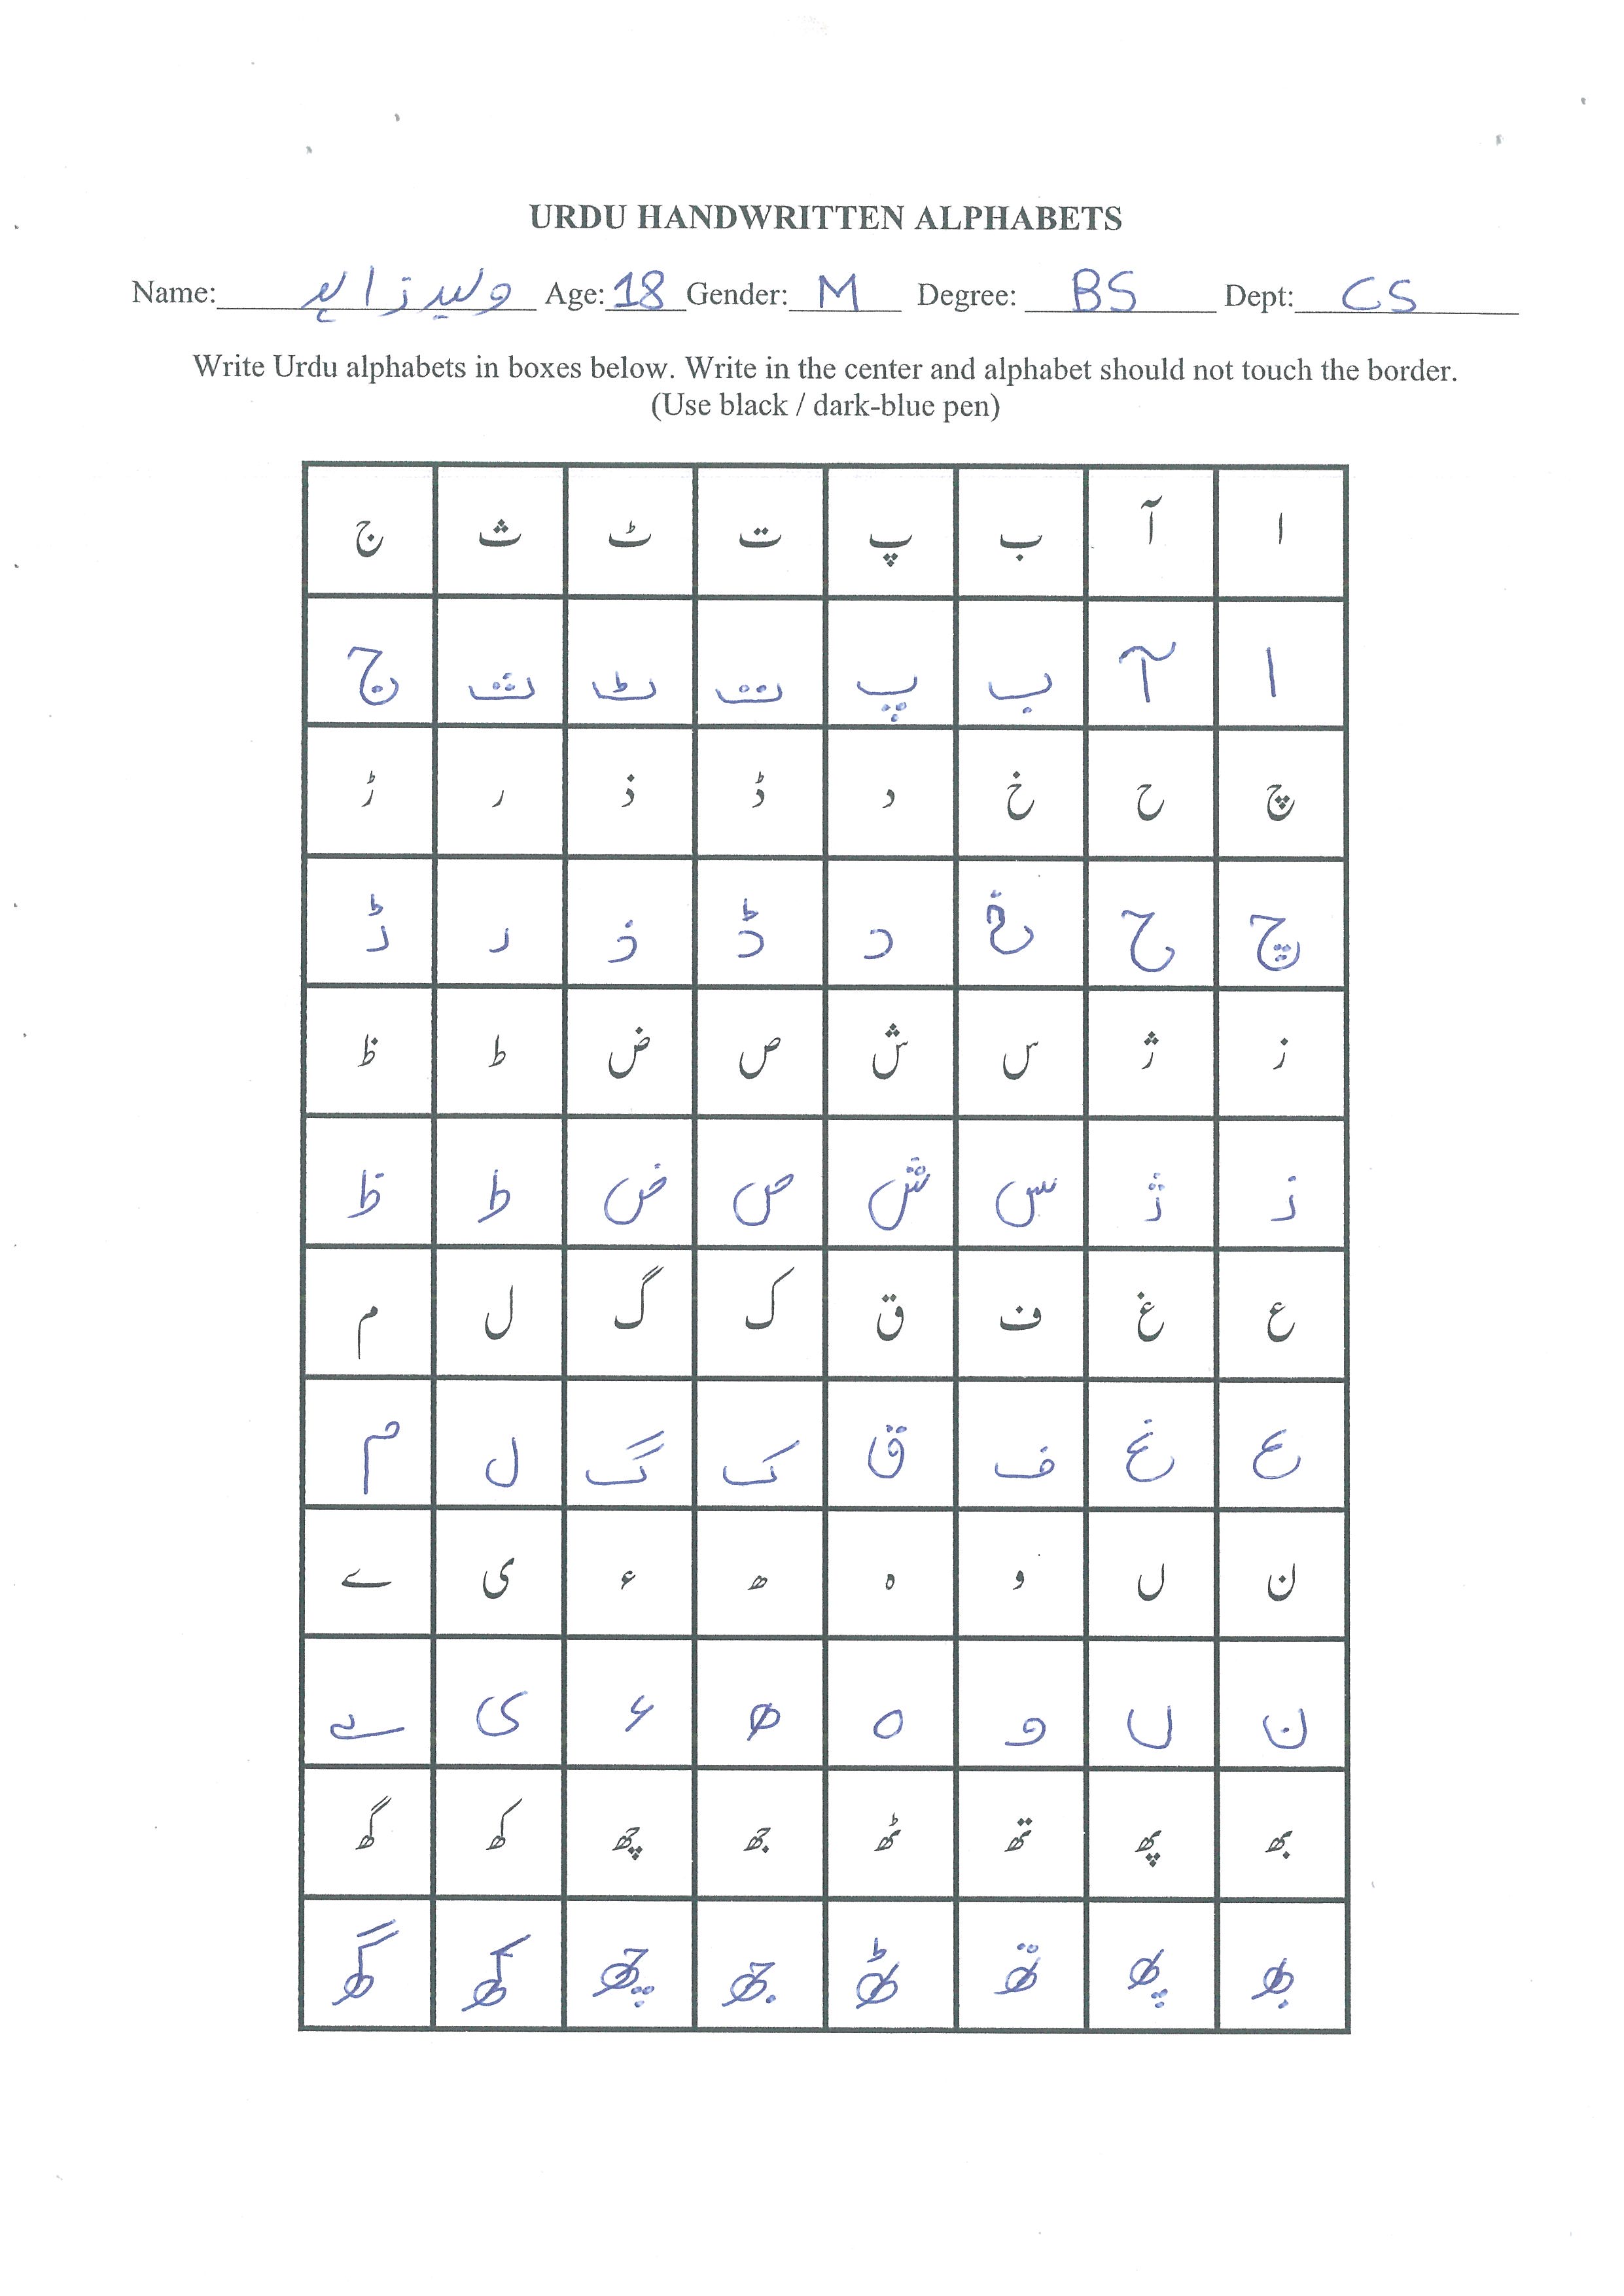 URDU HANDWRITTEN ALPHABETS
Name: ولید زاہد Age: 18 Gender: M Degree: BS Dept: CS
Write Urdu alphabets in boxes below. Write in the center and alphabet should not touch the border.
(Use black / dark-blue pen)
ا آ ب پ ت ٹ ث ج
ا آ ب پ ت ٹ ث ج
چ ح خ د ڈ ذ ر ڑ
چ ح خ د ڈ ذ ر ڑ
ز ژ س ش ص ض ط ظ
ز ژ س ش ص ض ط ظ
ع غ ف ق ک گ ل م
ع غ ف ق ک گ ل م
ن ں و ہ ھ ء ی ے
ن ں و ہ ھ ء ی ے
بھ پھ تھ ٹھ جھ چھ کھ گھ
بھ پھ تھ ٹھ جھ چھ کھ گھ